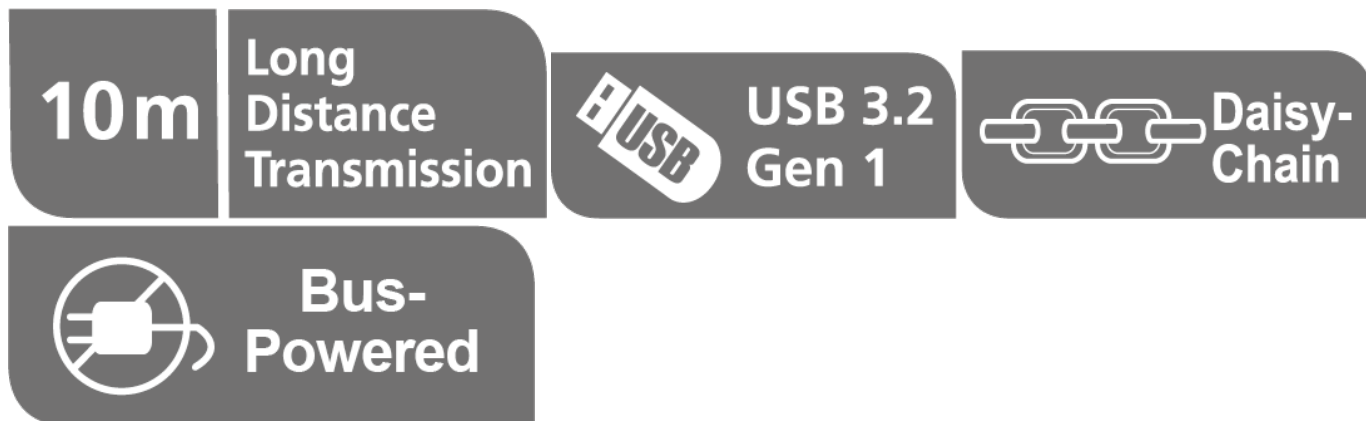 10m
Long
Distance
Transmission
USB
USB 3.2
Gen 1
Daisy-
Chain
Bus-
Powered